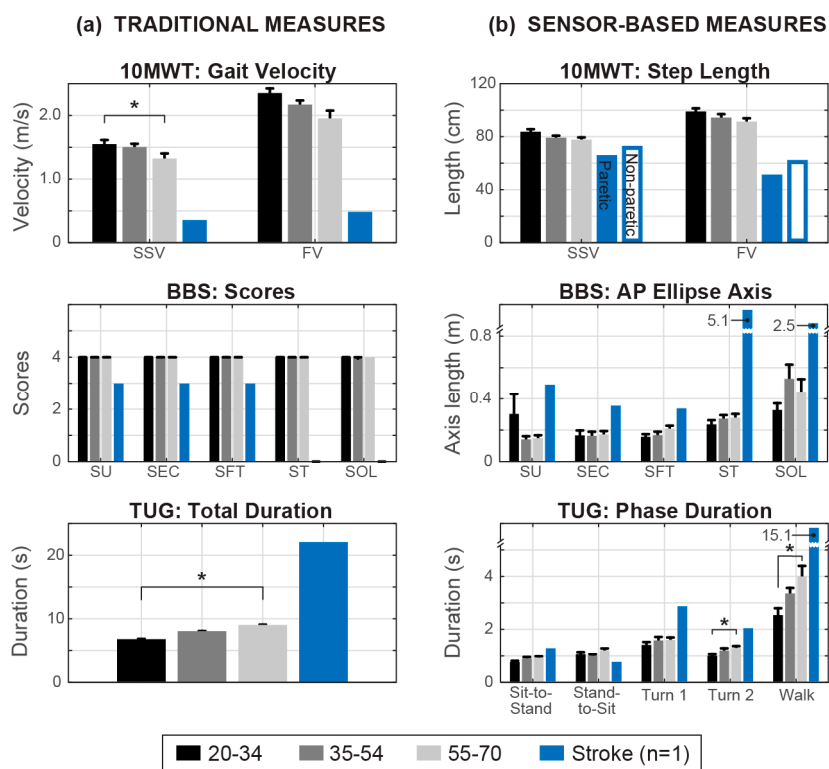 (a) TRADITIONAL MEASURES
10MWT: Gait Velocity
Velocity (m/s)
2.0
1.0
0
*
SSV
FV
BBS: Scores
Scores
4
2
0
SU
SEC
SFT
ST
SOL
TUG: Total Duration
Duration (s)
20
10
0
*
(b) SENSOR-BASED MEASURES
10MWT: Step Length
Length (cm)
120
80
40
0
Paretic
Non-paretic
SSV
FV
BBS: AP Ellipse Axis
Axis length (m)
0.8
0.4
0
5.1
2.5
SU
SEC
SFT
ST
SOL
TUG: Phase Duration
Duration (s)
4
2
0
15.1
*
*
Sit-to-
Stand
Stand-
to-Sit
Turn 1
Turn 2
Walk
20-34
35-54
55-70
Stroke (n=1)